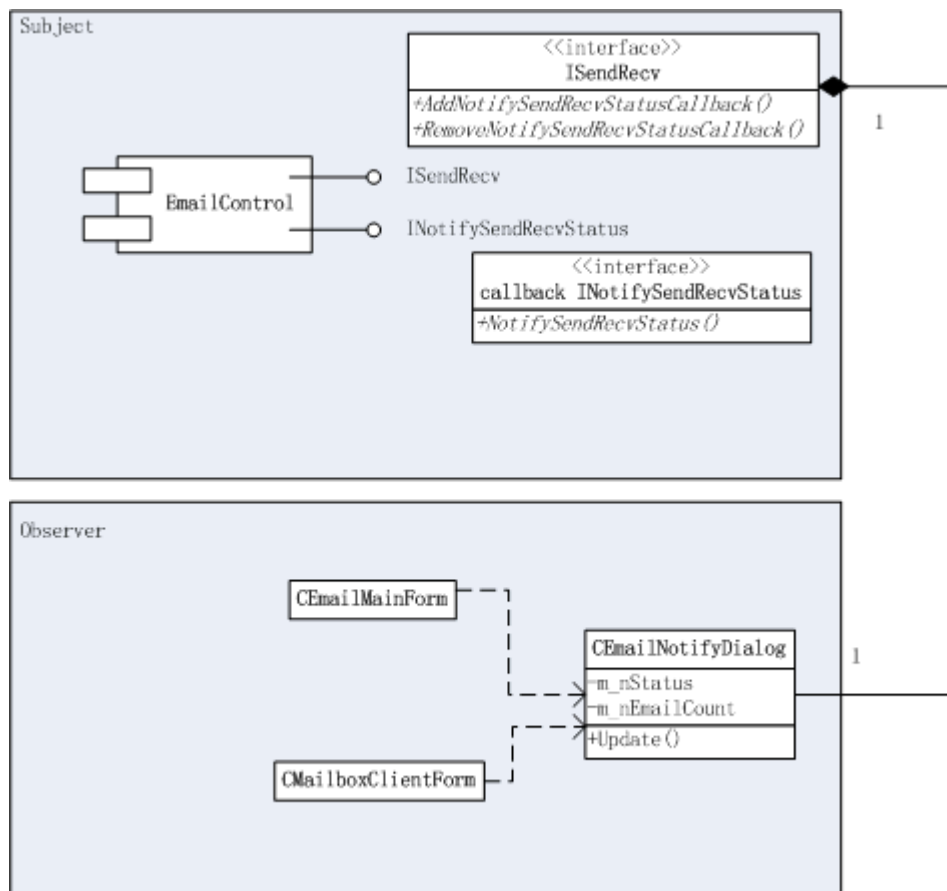 Subject
<<interface>>
ISendRecv
+AddNotifySendRecvStatusCallback()
+RemoveNotifySendRecvStatusCallback()
1
EmailControl
ISendRecv
INotifySendRecvStatus
<<interface>>
callback INotifySendRecvStatus
+NotifySendRecvStatus()
Observer
CEmailMainForm
CEmailNotifyDialog
-m_nStatus
-m_nEmailCount
+Update()
1
CMailboxClientForm